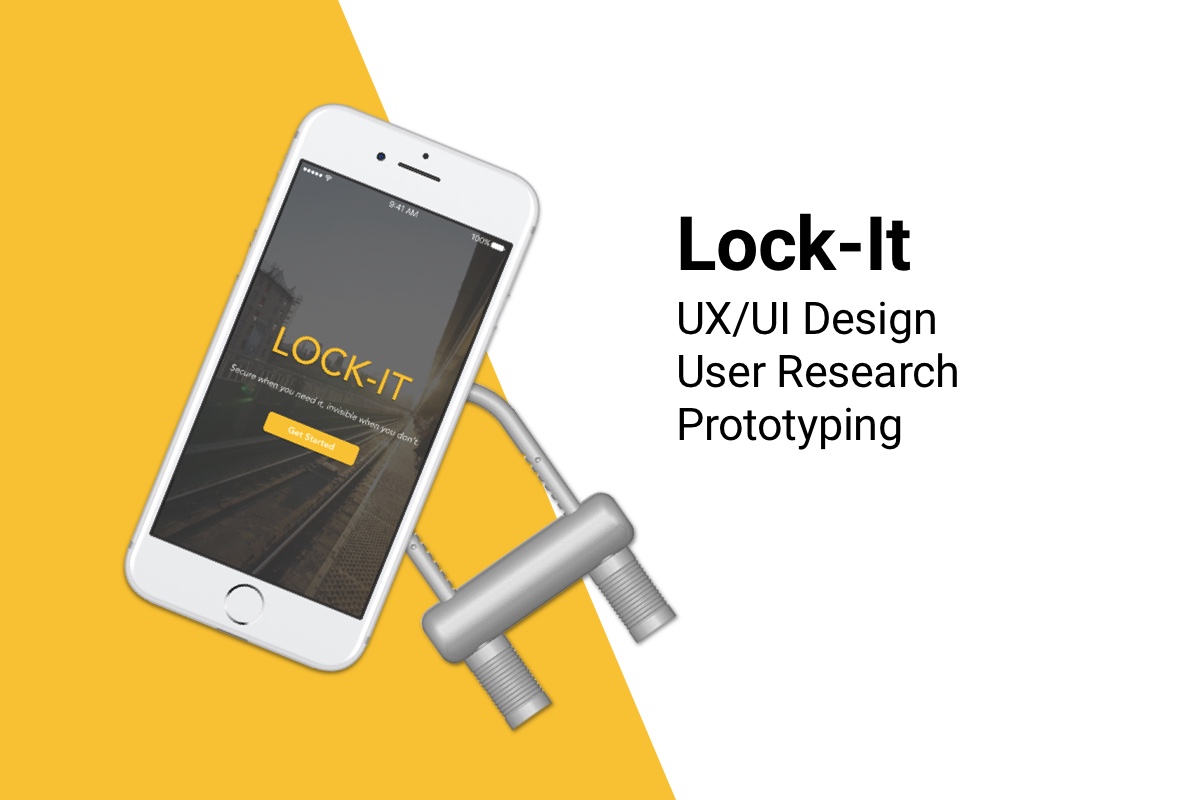 9:41 AM
100%
LOCK-IT
Secure when you need it, invisible when you don't.
Get Started
Lock-It
UX/UI Design
User Research
Prototyping